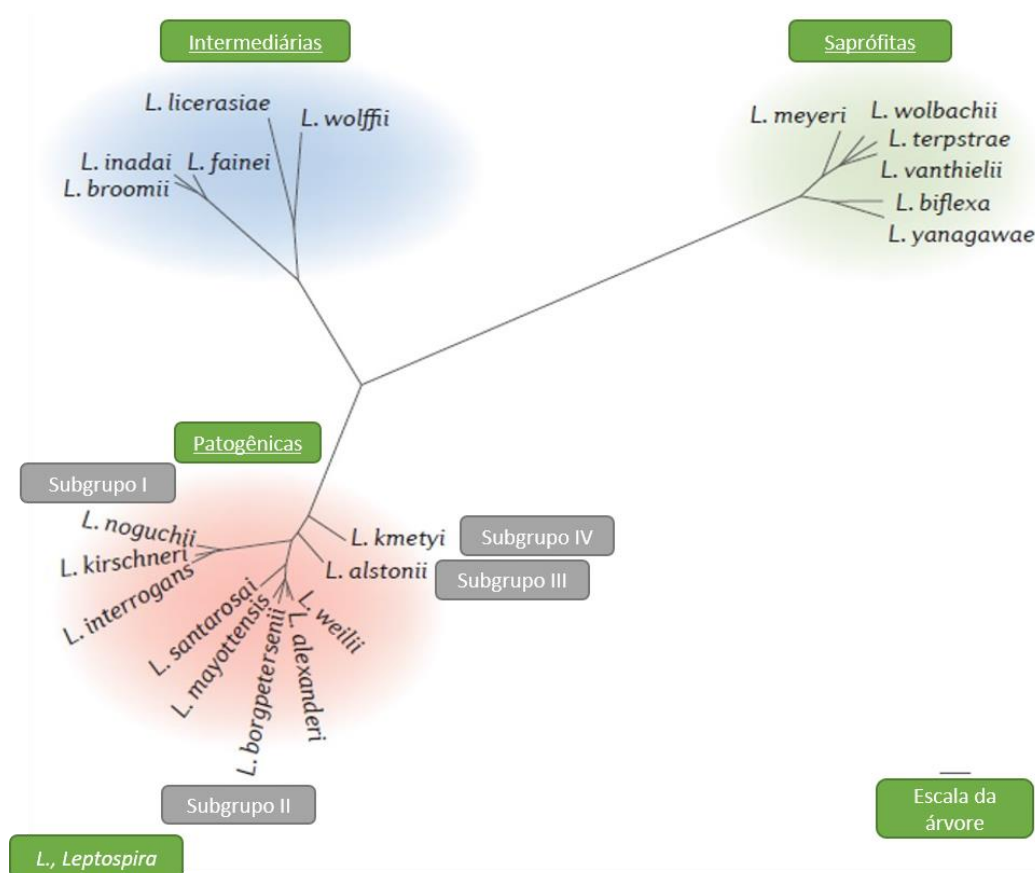 Intermediárias
Saprófitas
L. licerasiae
L. wolffii
L. inadai
L. fainei
L. broomii
L. meyeri
L. wolbachii
L. terpstrae
L. vanthielii
L. biflexa
L. yanagawae
Patogênicas
Subgrupo I
L. noguchii
L. kirschneri
L. interrogans
L. kmetyi
Subgrupo IV
L. alstonii
Subgrupo III
L. santarosai
L. mayottensis
L. borgpetersenii
L. alexanderi
L. weilii
Subgrupo II
Escala da
árvore
L., Leptospira